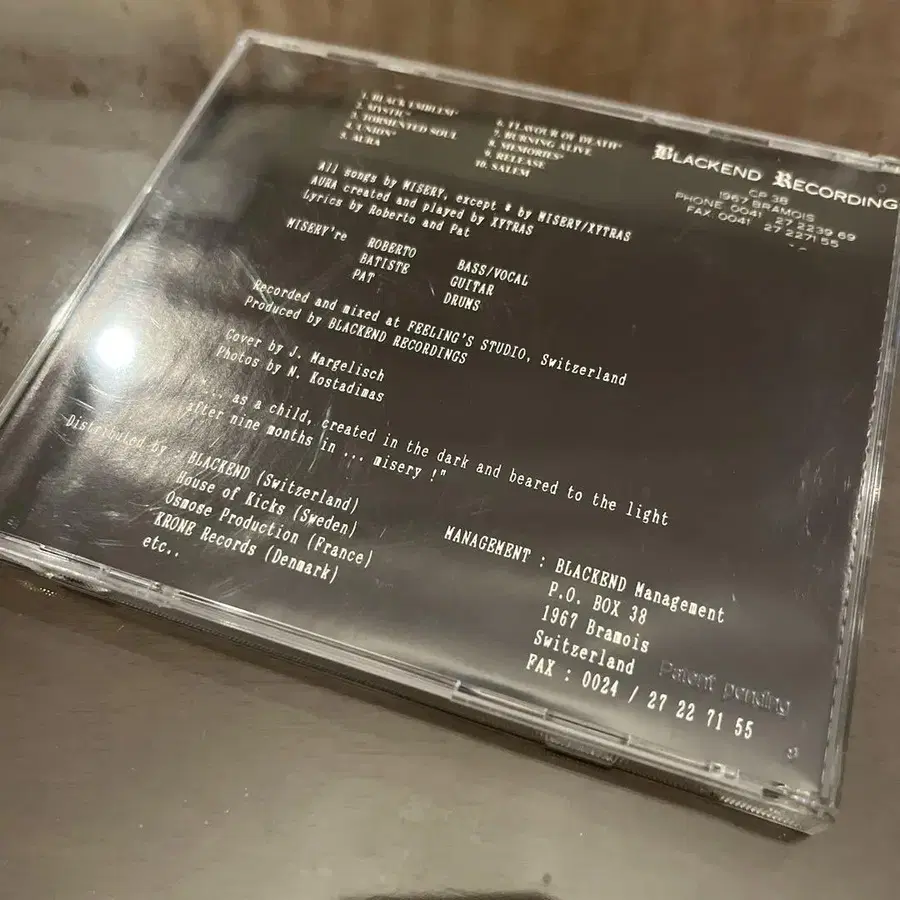 1. BLACK EMBLEM*
2. MYSTIC*
3. TORMENTED SOUL
4. UNION*
5. AURA
6. FLAVOUR OF DEATH*
7. BURNING ALIVE
8. MEMORIES*
9. RELEASE
10. SALEM
BLACKEND RECORDING
CP 38
1967 BRAMOIS
PHONE 0041 27 2239 69
FAX 0041 27 2271 55
All songs by MISERY, except * by MISERY/XYTRAS
AURA created and played by XYTRAS
Lyrics by Roberto and Pat
MISERY're ROBERTO BASS/VOCAL
BATISTE GUITAR
PAT DRUMS
Recorded and mixed at FEELING'S STUDIO, Switzerland
Produced by BLACKEND RECORDINGS
Cover by J. Margelisch
Photos by N. Kostadimas
"... as a child, created in the dark and beared to the light
after nine months in ... misery !"
Distributed by : BLACKEND (Switzerland)
House of Kicks (Sweden)
Osmose Production (France)
KRONE Records (Denmark)
etc..
MANAGEMENT : BLACKEND Management
P.O. BOX 38
1967 Bramois
Switzerland
FAX : 0024 / 27 22 71 55
Patent pending